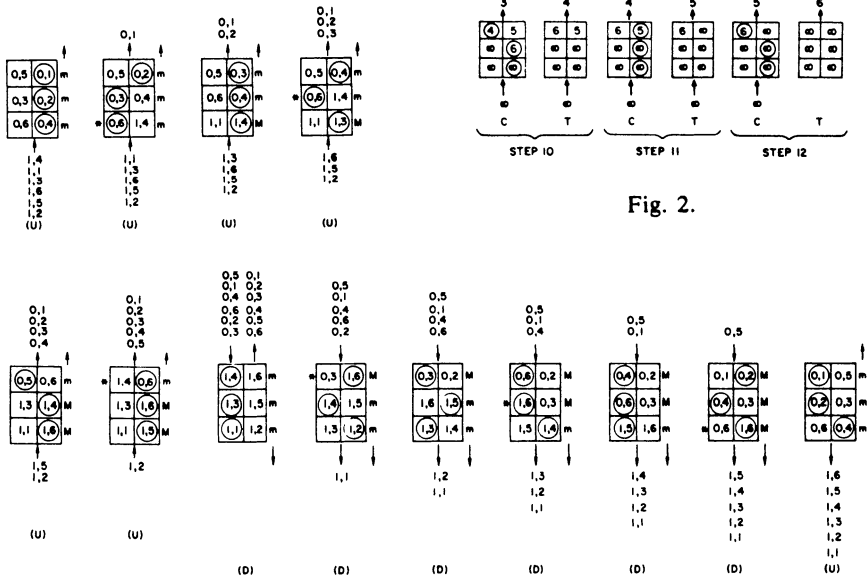 0,5 0,1 m
0,3 0,2 m
0,6 0,4 m
1,4
1,1
1,3
1,6
1,5
1,2
(U)
0,1
0,5 0,2 m
0,3 0,4 m
* 0,6 1,4 m
1,1
1,3
1,6
1,5
1,2
(U)
0,1
0,2
0,5 0,3 m
0,6 0,4 m
1,1 1,4 M
1,3
1,6
1,5
1,2
(U)
0,1
0,2
0,3
0,5 0,4 m
* 0,6 1,4 m
1,1 1,3 M
1,6
1,5
1,2
(U)
3 4 4 5 5 6
4 5 6 5 6 5 6 ∞ 6 ∞ ∞ ∞
∞ 6 ∞ ∞ ∞ ∞ ∞ ∞ ∞ ∞ ∞ ∞
∞ ∞ ∞ ∞ ∞ ∞ ∞ ∞ ∞ ∞ ∞ ∞
∞ ∞ ∞ ∞ ∞
C T C T C T
STEP 10 STEP 11 STEP 12
Fig. 2.
0,1
0,2
0,3
0,4
0,5 0,6 m
1,3 1,4 M
1,1 1,6 M
1,5
1,2
(U)
0,1
0,2
0,3
0,4
0,5
* 1,4 0,6 m
1,3 1,6 M
1,1 1,5 M
1,2
(U)
0,5 0,1
0,1 0,2
0,4 0,3
0,6 0,4
0,2 0,5
0,3 0,6
1,4 1,6 m
1,3 1,5 m
1,1 1,2 m
(D)
0,5
0,1
0,4
0,6
0,2
* 0,3 1,6 M
1,4 1,5 m
1,3 1,2 m
1,1
(D)
0,5
0,1
0,4
0,6
0,3 0,2 M
1,6 1,5 m
1,3 1,4 m
1,2
1,1
(D)
0,5
0,1
0,4
0,6 0,2 M
* 1,6 0,3 M
1,5 1,4 m
1,3
1,2
1,1
(D)
0,5
0,1
0,4 0,2 M
0,6 0,3 M
1,5 1,6 m
1,4
1,3
1,2
1,1
(D)
0,5
0,1 0,2 M
0,4 0,3 M
* 0,6 1,6 M
1,5
1,4
1,3
1,2
1,1
(D)
0,1 0,5 m
0,2 0,3 m
0,6 0,4 m
1,6
1,5
1,4
1,3
1,2
1,1
(U)